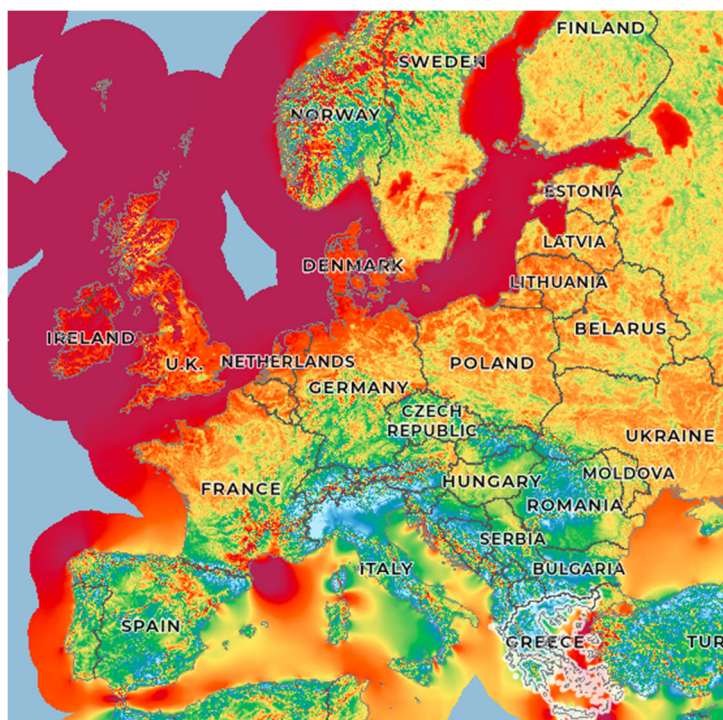 FINLAND
SWEDEN
NORWAY
ESTONIA
LATVIA
DENMARK
LITHUANIA
BELARUS
IRELAND
U.K.
NETHERLANDS
POLAND
GERMANY
CZECH
REPUBLIC
UKRAINE
MOLDOVA
HUNGARY
FRANCE
ROMANIA
SERBIA
ITALY
BULGARIA
SPAIN
GREECE
TUR